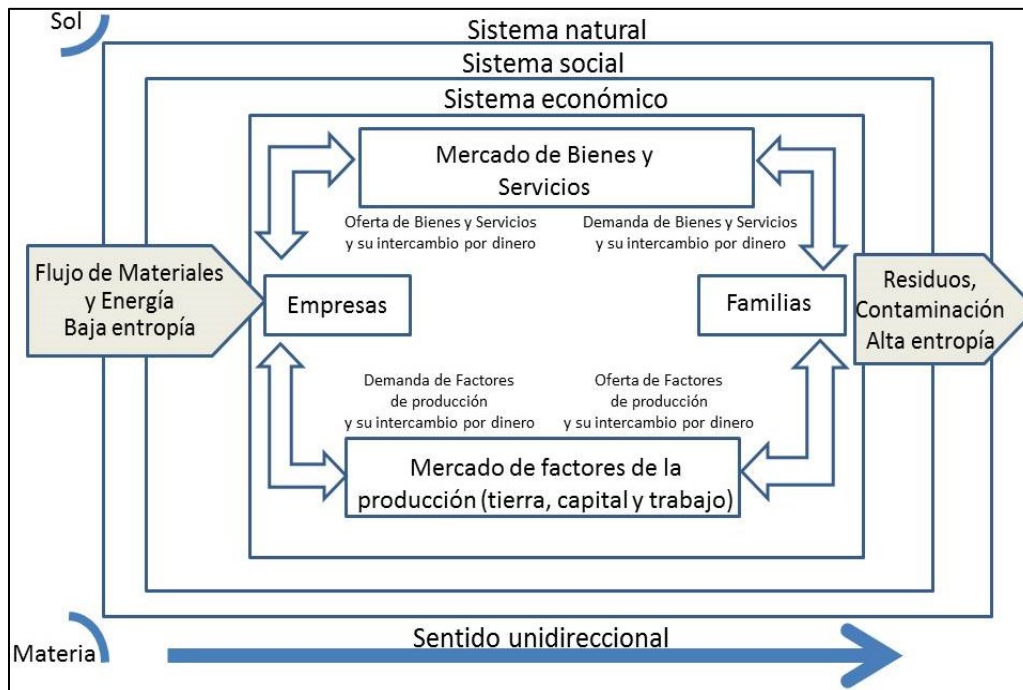 Sol
Sistema natural
Sistema social
Sistema económico
Mercado de Bienes y
Servicios
Oferta de Bienes y Servicios
y su intercambio por dinero
Demanda de Bienes y Servicios
y su intercambio por dinero
Flujo de Materiales
y Energía
Baja entropía
Empresas
Familias
Residuos,
Contaminación
Alta entropía
Demanda de Factores
de producción
y su intercambio por dinero
Oferta de Factores
de producción
y su intercambio por dinero
Mercado de factores de la
producción (tierra, capital y trabajo)
Materia
Sentido unidireccional